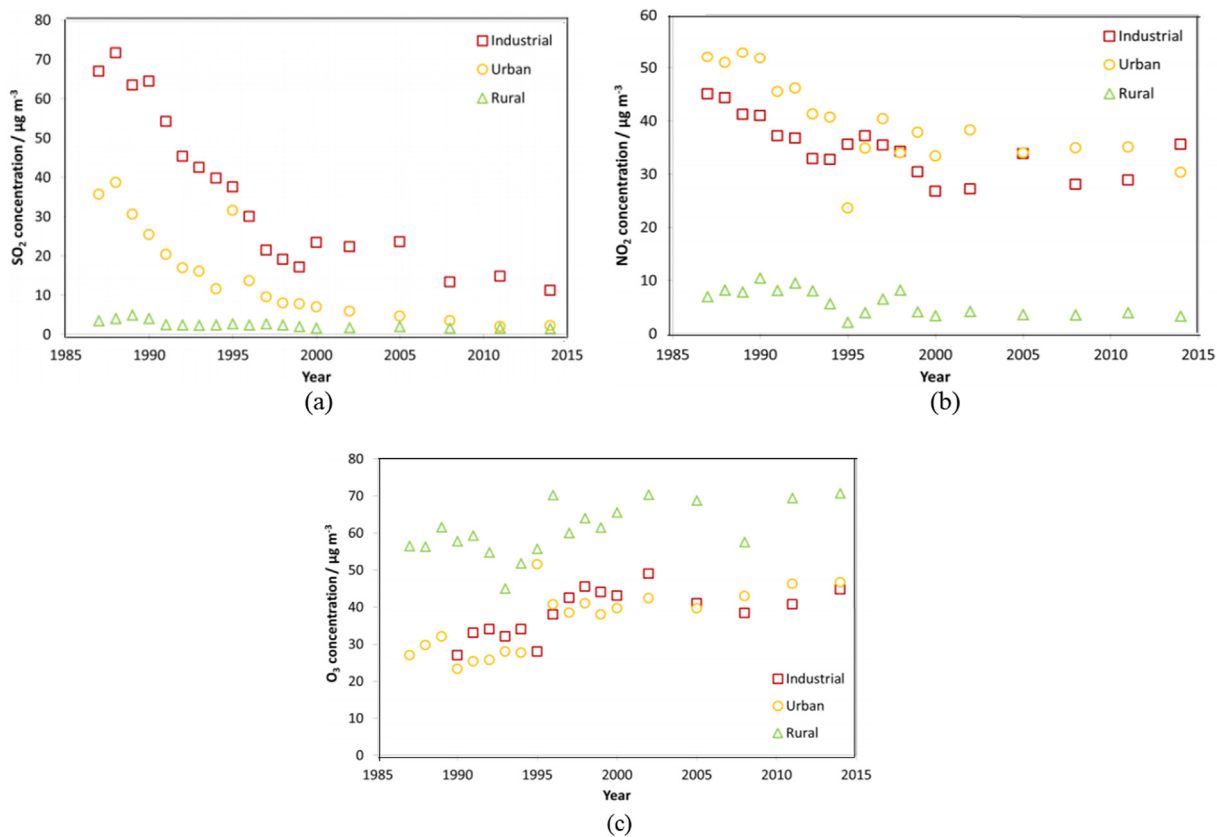 80
70
60
50
40
30
20
10
0
SO₂ concentration / µg m⁻³
Industrial
Urban
Rural
1985 1990 1995 2000 2005 2010 2015
Year
(a)
60
50
40
30
20
10
0
NO₂ concentration / µg m⁻³
Industrial
Urban
Rural
1985 1990 1995 2000 2005 2010 2015
Year
(b)
80
70
60
50
40
30
20
10
0
O₃ concentration / µg m⁻³
Industrial
Urban
Rural
1985 1990 1995 2000 2005 2010 2015
Year
(c)